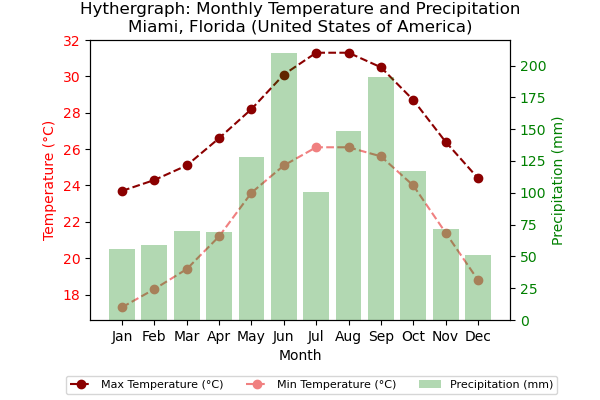 Hythergraph: Monthly Temperature and Precipitation
Miami, Florida (United States of America)
32
30
28
26
24
22
20
18
Temperature (°C)
200
175
150
125
100
75
50
25
0
Precipitation (mm)
Jan Feb Mar Apr May Jun Jul Aug Sep Oct Nov Dec
Month
Max Temperature (°C) Min Temperature (°C) Precipitation (mm)